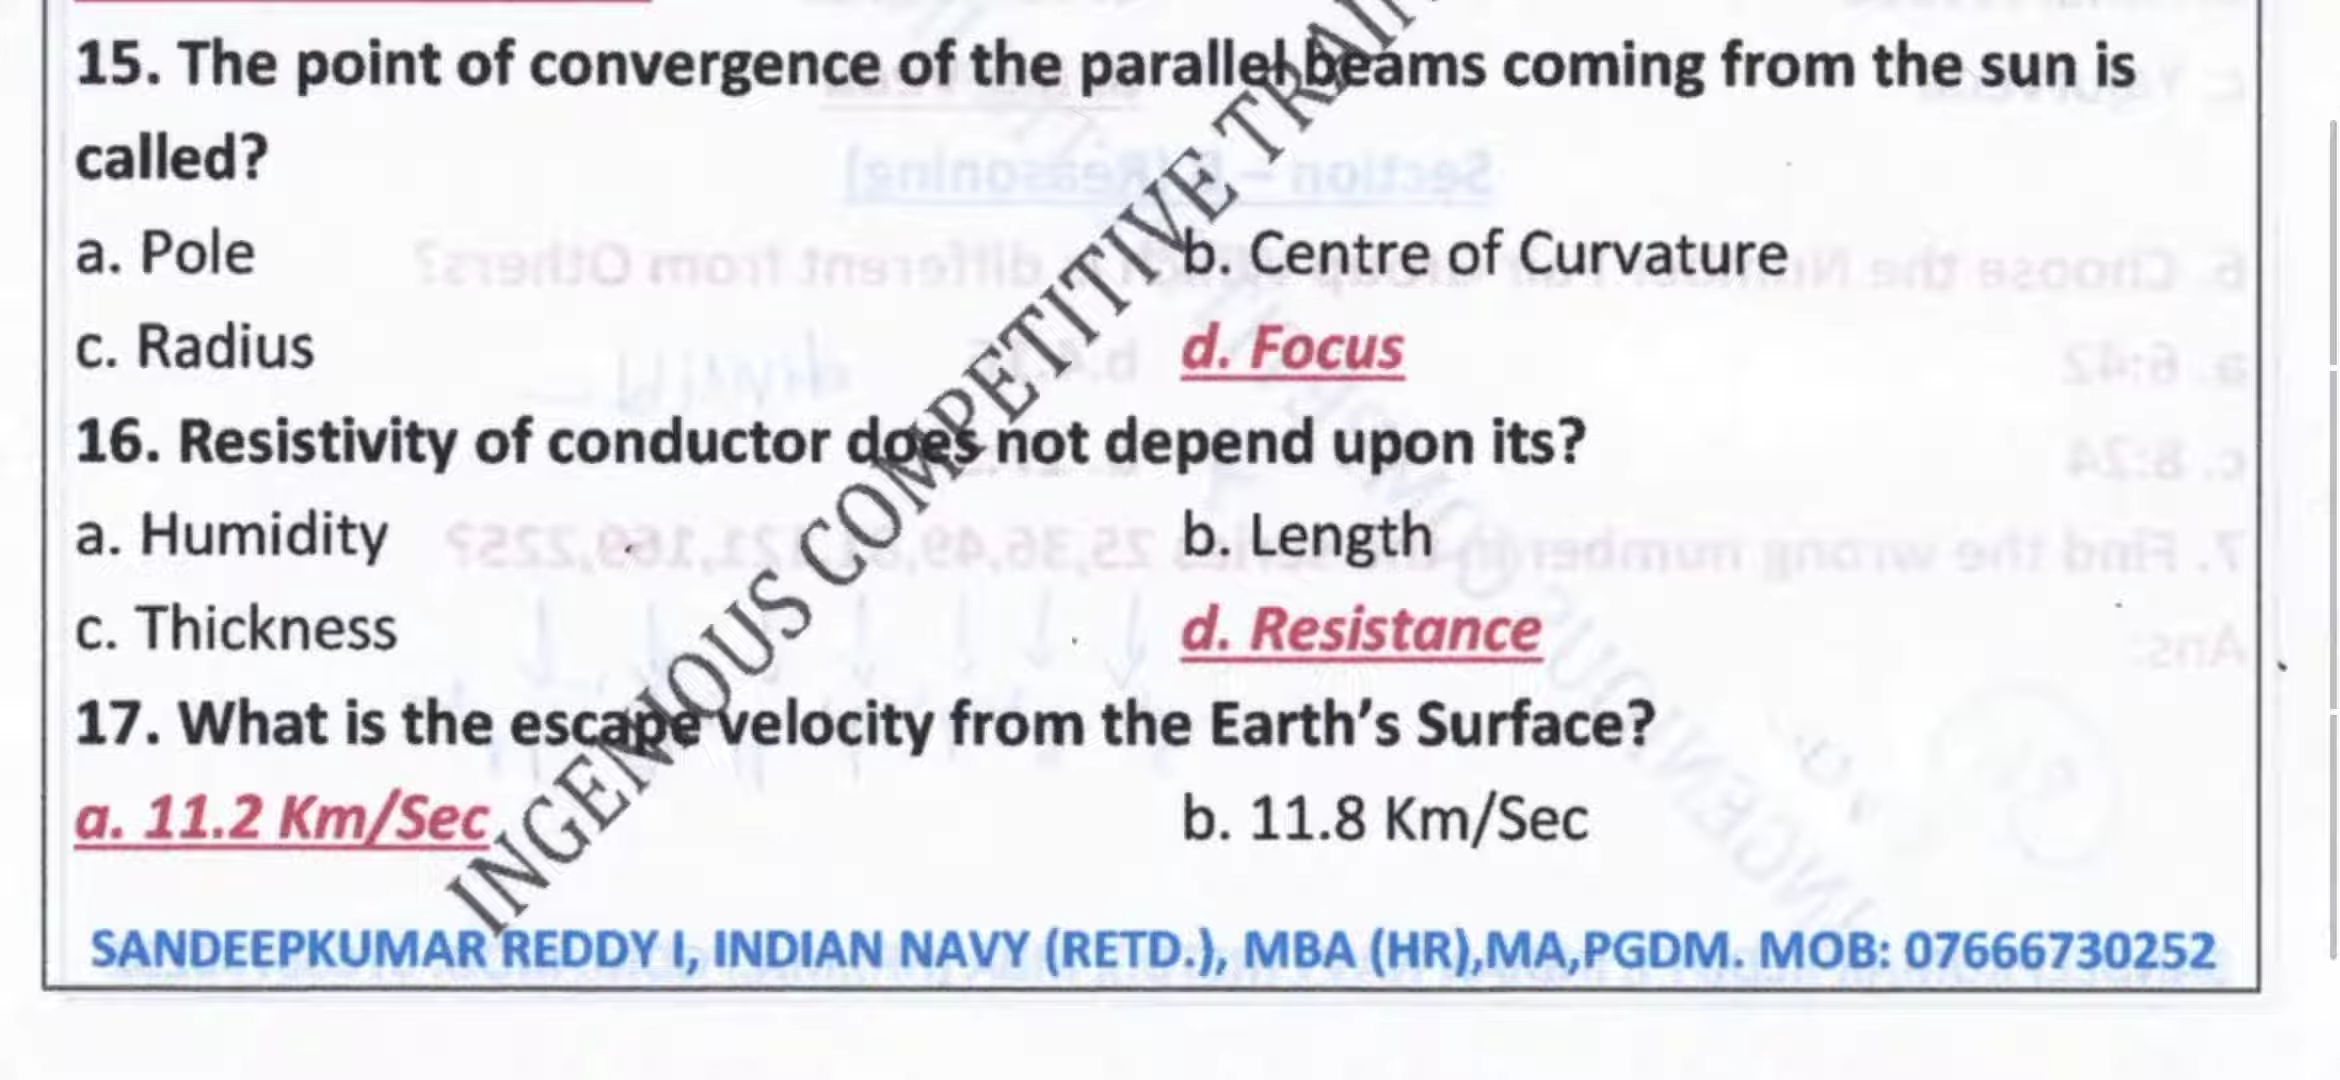 15. The point of convergence of the parallel beams coming from the sun is
called?
a. Pole b. Centre of Curvature
c. Radius d. Focus
16. Resistivity of conductor does not depend upon its?
a. Humidity b. Length
c. Thickness d. Resistance
17. What is the escape velocity from the Earth's Surface?
a. 11.2 Km/Sec b. 11.8 Km/Sec
INGENIOUS COMPETITIVE
SANDEEPKUMAR REDDY I, INDIAN NAVY (RETD.), MBA (HR),MA,PGDM. MOB: 07666730252